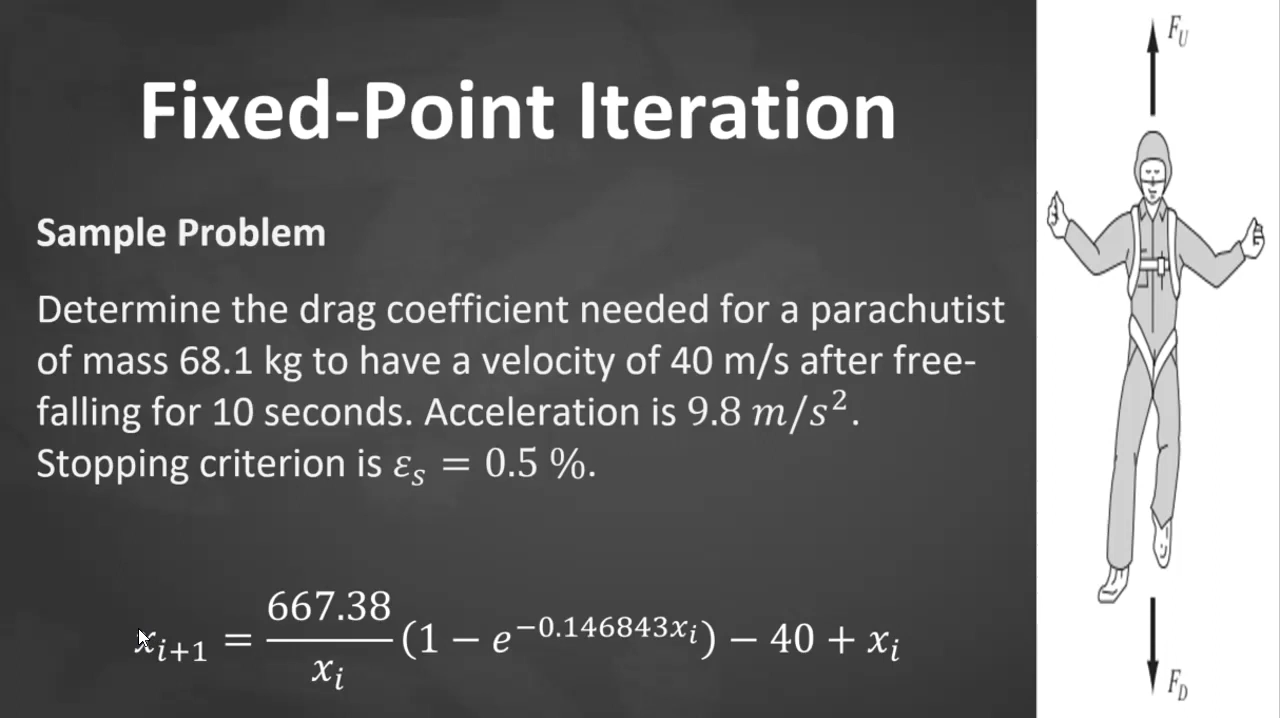 Fixed-Point Iteration
Sample Problem
Determine the drag coefficient needed for a parachutist
of mass 68.1 kg to have a velocity of 40 m/s after free-
falling for 10 seconds. Acceleration is 9.8 m/s².
Stopping criterion is εₛ = 0.5 %.
xᵢ₊₁ = 667.38/xᵢ (1 − e^(−0.146843xᵢ)) − 40 + xᵢ
F_U
F_D